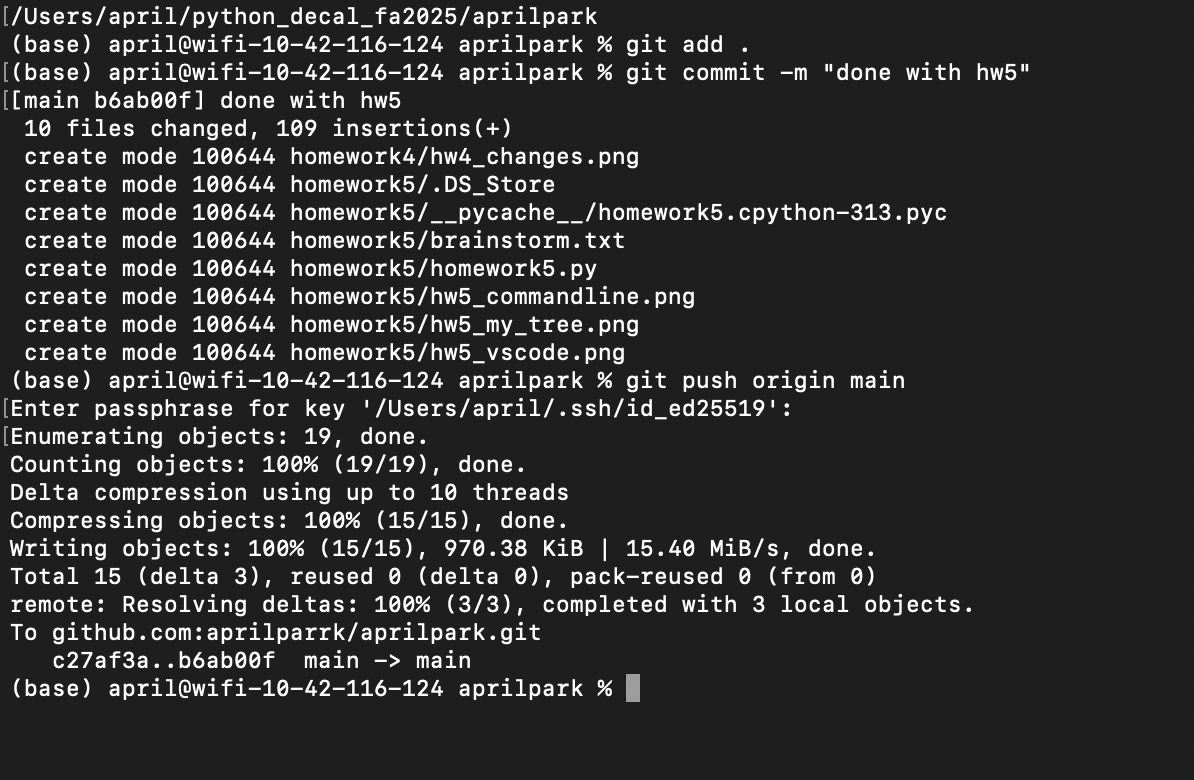 [/Users/april/python_decal_fa2025/aprilpark
(base) april@wifi-10-42-116-124 aprilpark % git add .
[(base) april@wifi-10-42-116-124 aprilpark % git commit -m "done with hw5"
[[main b6ab00f] done with hw5
 10 files changed, 109 insertions(+)
 create mode 100644 homework4/hw4_changes.png
 create mode 100644 homework5/.DS_Store
 create mode 100644 homework5/__pycache__/homework5.cpython-313.pyc
 create mode 100644 homework5/brainstorm.txt
 create mode 100644 homework5/homework5.py
 create mode 100644 homework5/hw5_commandline.png
 create mode 100644 homework5/hw5_my_tree.png
 create mode 100644 homework5/hw5_vscode.png
(base) april@wifi-10-42-116-124 aprilpark % git push origin main
[Enter passphrase for key '/Users/april/.ssh/id_ed25519':
[Enumerating objects: 19, done.
Counting objects: 100% (19/19), done.
Delta compression using up to 10 threads
Compressing objects: 100% (15/15), done.
Writing objects: 100% (15/15), 970.38 KiB | 15.40 MiB/s, done.
Total 15 (delta 3), reused 0 (delta 0), pack-reused 0 (from 0)
remote: Resolving deltas: 100% (3/3), completed with 3 local objects.
To github.com:aprilparrk/aprilpark.git
   c27af3a..b6ab00f  main -> main
(base) april@wifi-10-42-116-124 aprilpark %